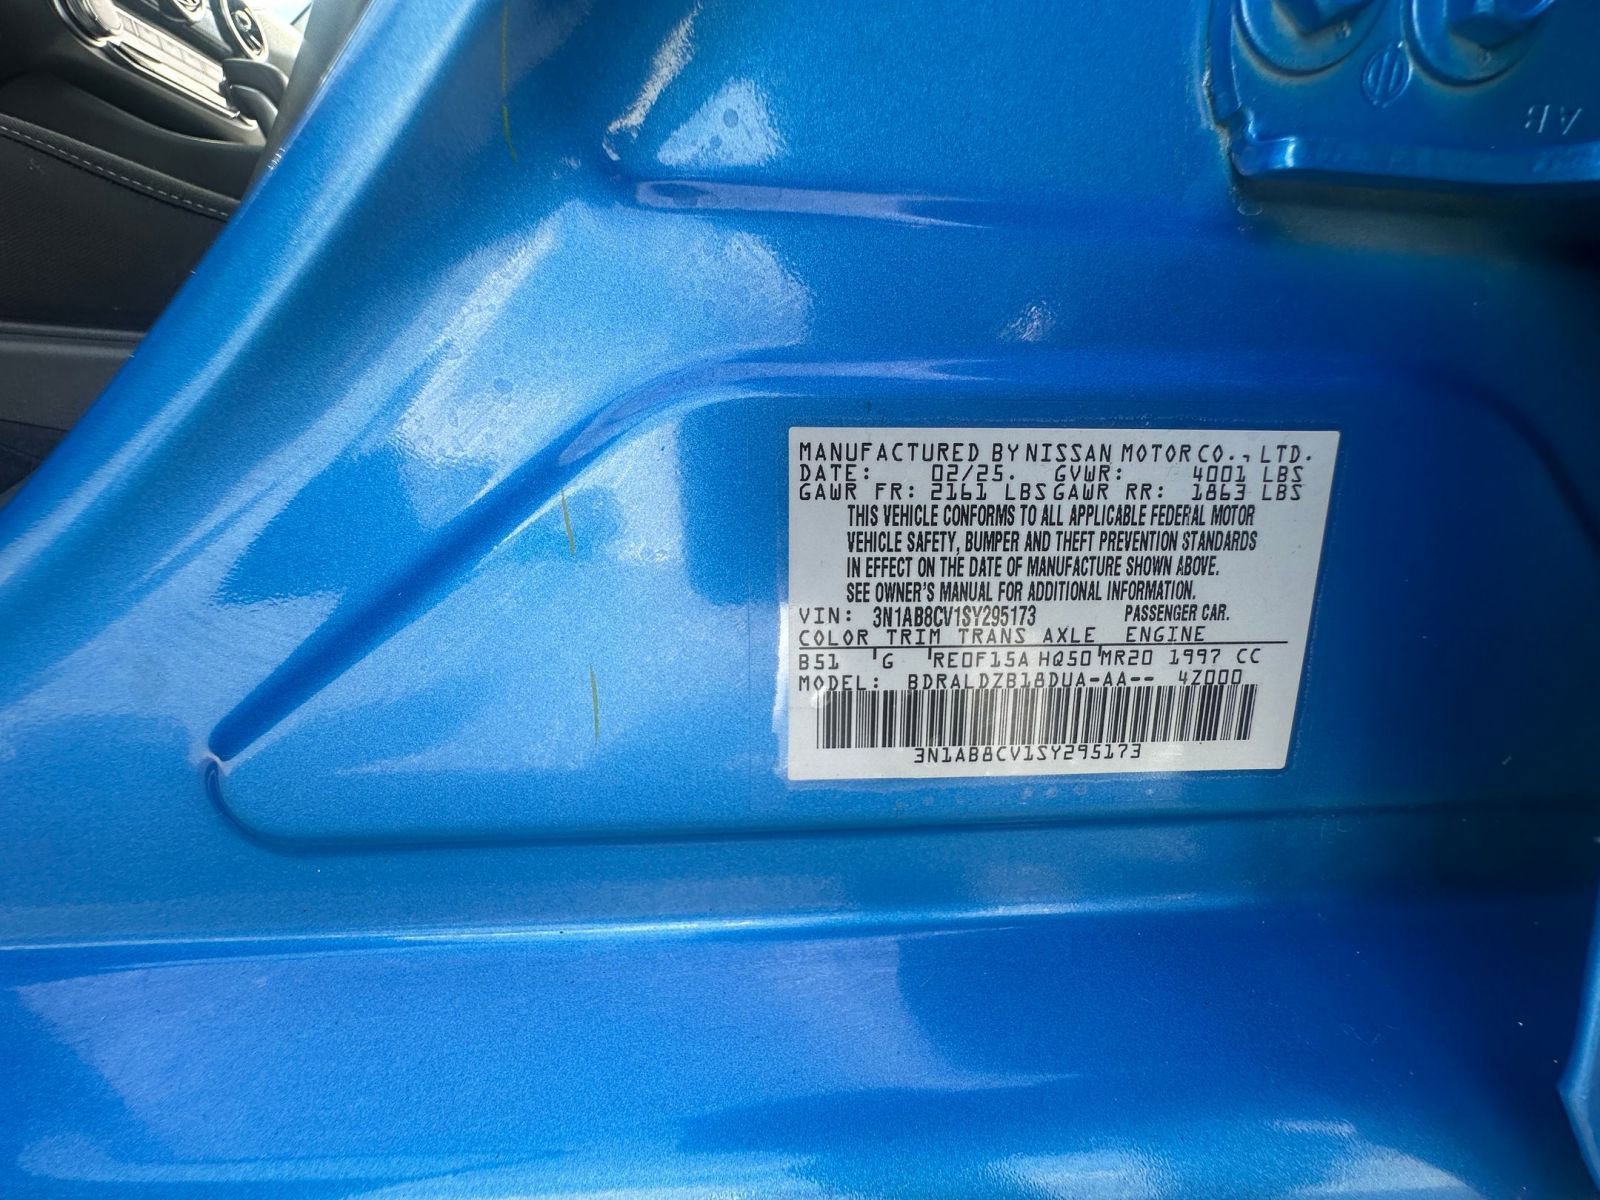 AB
MANUFACTURED BY NISSAN MOTOR CO., LTD.
DATE: 02/25. GVWR: 4001 LBS
GAWR FR: 2161 LBS GAWR RR: 1863 LBS
THIS VEHICLE CONFORMS TO ALL APPLICABLE FEDERAL MOTOR
VEHICLE SAFETY, BUMPER AND THEFT PREVENTION STANDARDS
IN EFFECT ON THE DATE OF MANUFACTURE SHOWN ABOVE.
SEE OWNER'S MANUAL FOR ADDITIONAL INFORMATION.
VIN: 3N1AB8CV1SY295173 PASSENGER CAR.
COLOR TRIM TRANS AXLE ENGINE
B51 G RE0F15A HQ50 MR20 1997 CC
MODEL: BDRALDZB18DUA-AA-- 4Z000
3N1AB8CV1SY295173